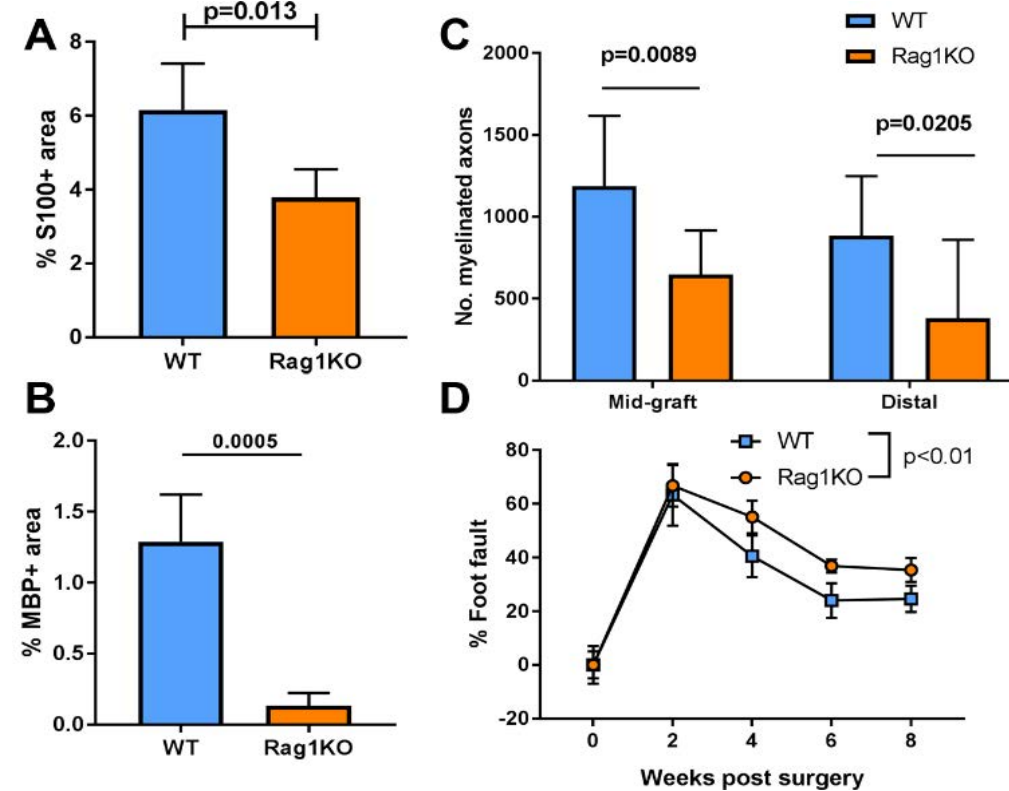 A
p=0.013
% S100+ area
8
6
4
2
0
WT
Rag1KO
B
0.0005
% MBP+ area
2.0
1.5
1.0
0.5
0.0
WT
Rag1KO
C
WT
Rag1KO
p=0.0089
p=0.0205
No. myelinated axons
2000
1500
1000
500
0
Mid-graft
Distal
D
WT
Rag1KO
p<0.01
% Foot fault
80
60
40
20
0
-20
0 2 4 6 8
Weeks post surgery